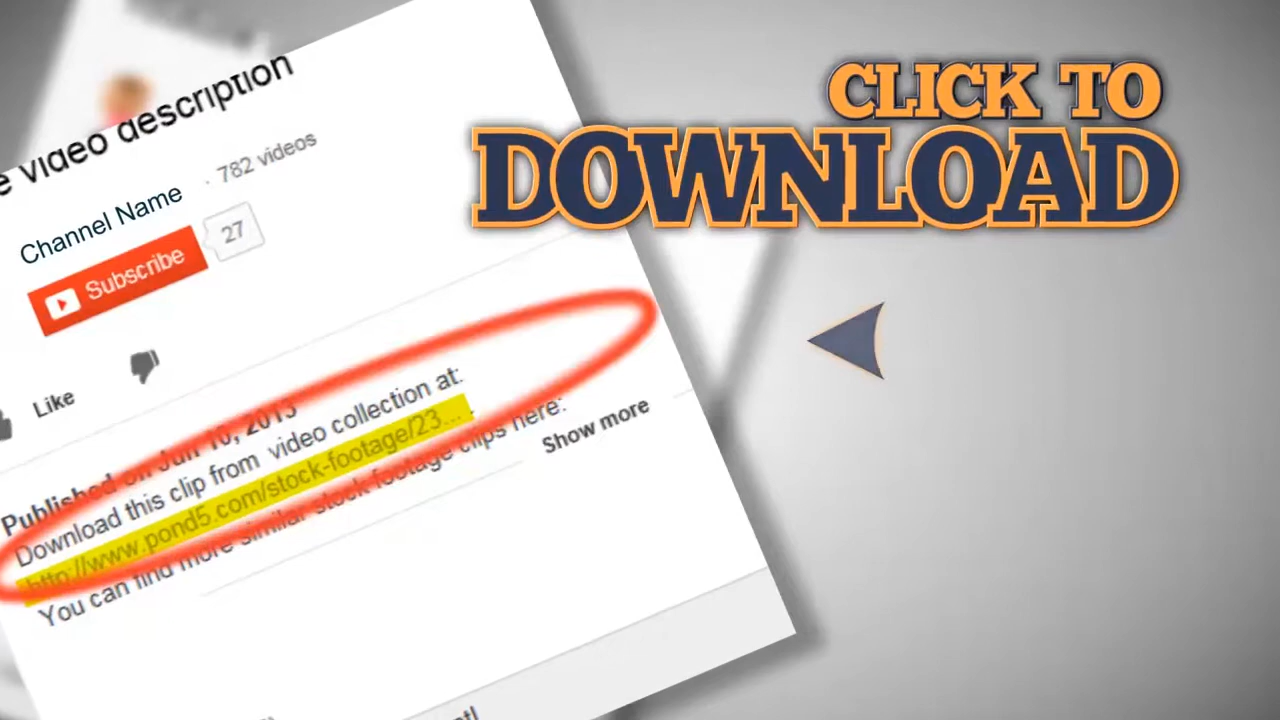 CLICK TO
DOWNLOAD
e video description
Channel Name · 782 videos
Subscribe 27
Like
Published on Jun 10, 2013
Download this clip from video collection at:
http://www.pond5.com/stock-footage/23...
You can find more similar stock footage clips here:
Show more